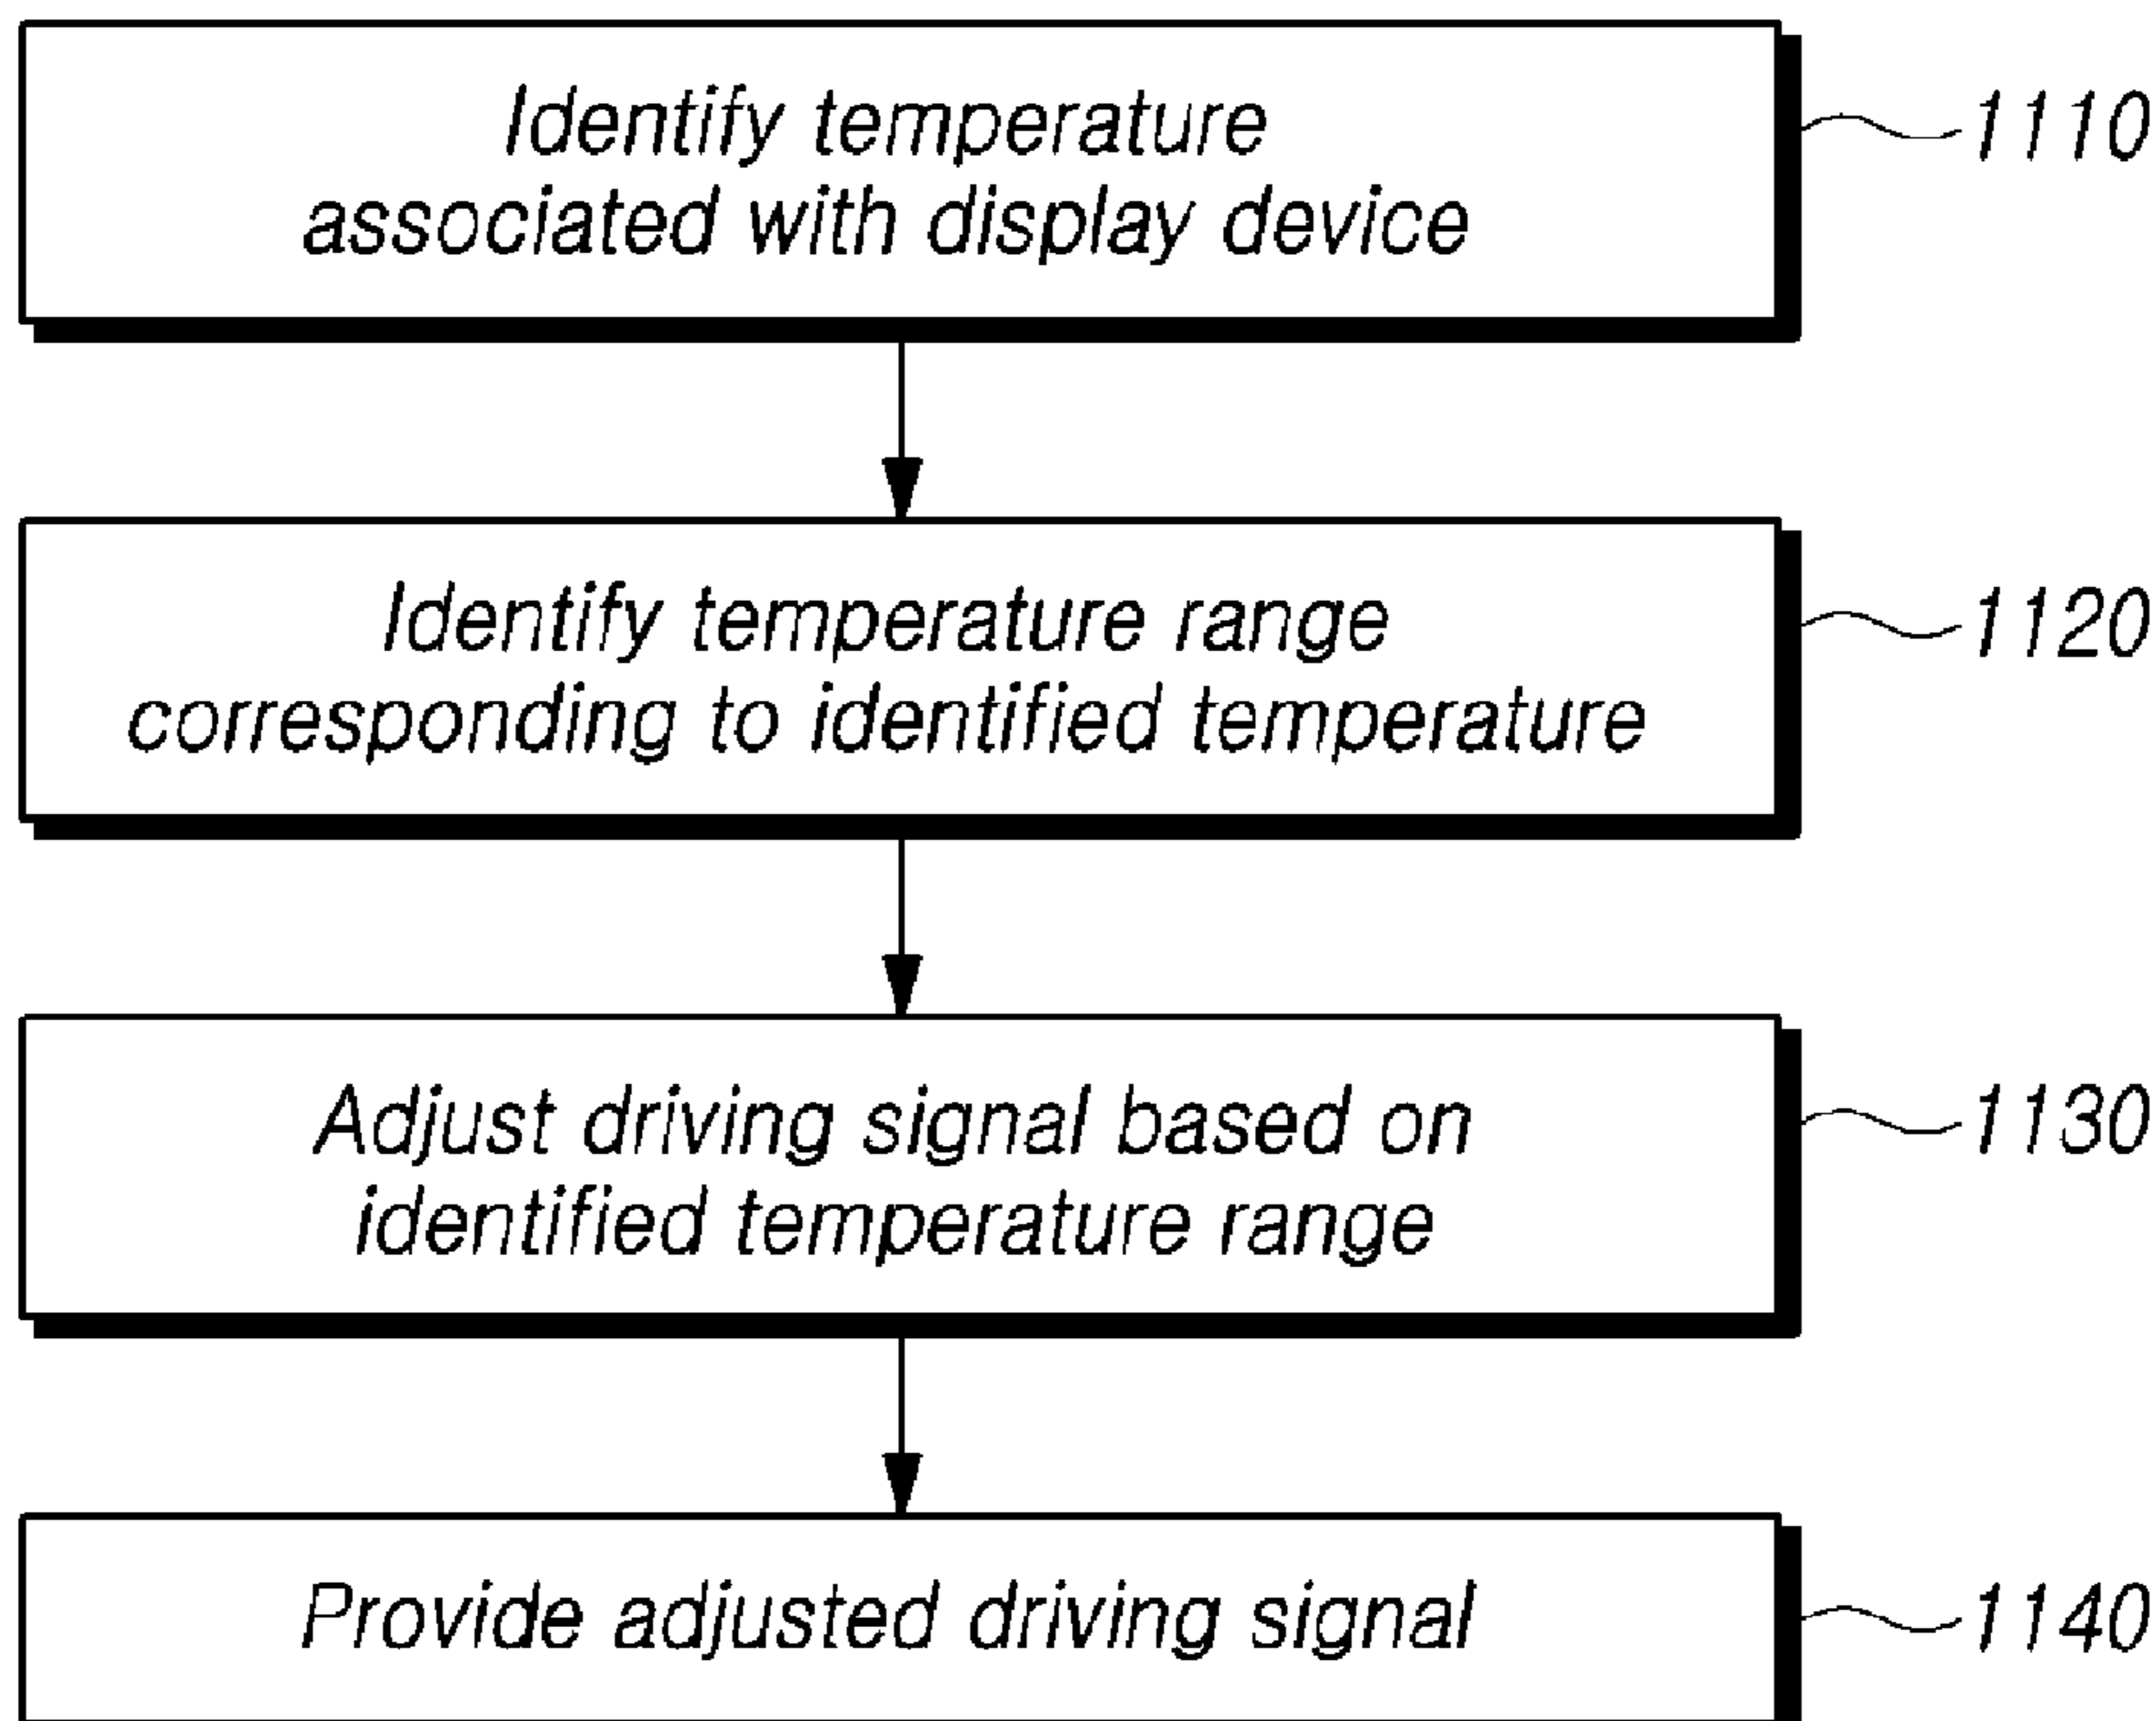 Identify temperature
associated with display device
1110
Identify temperature range
corresponding to identified temperature
1120
Adjust driving signal based on
identified temperature range
1130
Provide adjusted driving signal
1140